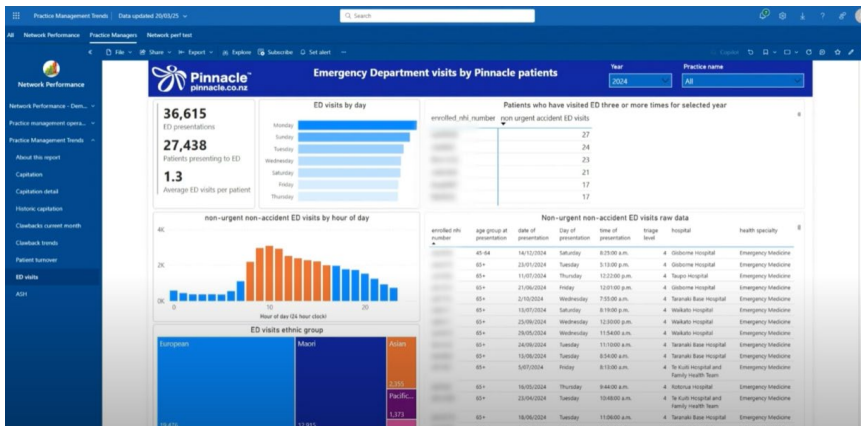 Practice Management Trends | Data updated 20/03/25
Search
All Network Performance Practice Managers Network perf text
File Share Export Explore Subscribe Set alert
Copilot
Network Performance
Network Performance - Dem...
Practice management opera...
Practice Management Trends
About this report
Capitation
Capitation detail
Historic capitation
Clawbacks current month
Clawback trends
Patient turnover
ED visits
ASH
Pinnacle
pinnacle.co.nz
Emergency Department visits by Pinnacle patients
Year
2024
Practice name
All
36,615
ED presentations
27,438
Patients presenting to ED
1.3
Average ED visits per patient
ED visits by day
Monday
Sunday
Tuesday
Wednesday
Saturday
Friday
Thursday
Patients who have visited ED three or more times for selected year
enrolled_nhi_number non urgent accident ED visits
27
24
23
21
17
17
non-urgent non-accident ED visits by hour of day
4K
2K
0K
0 10 20
Hour of day (24 hour clock)
Non-urgent non-accident ED visits raw data
enrolled nhi number age group at presentation date of presentation Day of presentation time of presentation triage level hospital health specialty
45-64 14/12/2024 Saturday 8:25:00 a.m. 4 Gisborne Hospital Emergency Medicine
65+ 23/01/2024 Tuesday 5:13:00 p.m. 4 Gisborne Hospital Emergency Medicine
65+ 11/07/2024 Thursday 12:22:00 p.m. 4 Taupo Hospital Emergency Medicine
65+ 21/06/2024 Friday 12:01:00 p.m. 4 Gisborne Hospital Emergency Medicine
65+ 2/10/2024 Wednesday 7:33:00 a.m. 4 Taranaki Base Hospital Emergency Medicine
65+ Saturday 8:19:00 p.m. 4 Waikato Hospital Emergency Medicine
65+ Wednesday 12:30:00 p.m. 4 Waikato Hospital Emergency Medicine
65+ 29/05/2024 Wednesday 11:54:00 a.m. 4 Waikato Hospital Emergency Medicine
65+ 24/09/2024 Tuesday 11:10:00 a.m. 4 Taranaki Base Hospital Emergency Medicine
65+ Tuesday 8:34:00 a.m. 4 Taranaki Base Hospital Emergency Medicine
65+ 5/07/2024 Friday 8:15:00 a.m. 4 Te Kuiti Hospital and Family Health Team Emergency Medicine
65+ 16/05/2024 Thursday 9:44:00 a.m. 4 Rotorua Hospital Emergency Medicine
65+ 23/04/2024 Tuesday 10:48:00 a.m. 4 Te Kuiti Hospital and Family Health Team Emergency Medicine
65+ 18/06/2024 Tuesday 11:06:00 a.m. 4 Taranaki Base Hospital Emergency Medicine
ED visits ethnic group
European
Maori
Asian
2,355
Pacific...
1,373